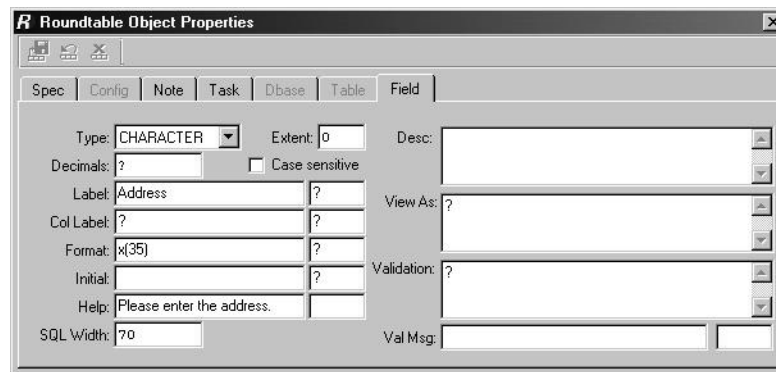 R Roundtable Object Properties
Spec Config Note Task Dbase Table Field
Type: CHARACTER Extent: 0 Desc:
Decimals: ? Case sensitive
Label: Address ? View As: ?
Col Label: ? ?
Format: x(35) ?
Initial: ? Validation: ?
Help: Please enter the address.
SQL Width: 70 Val Msg: